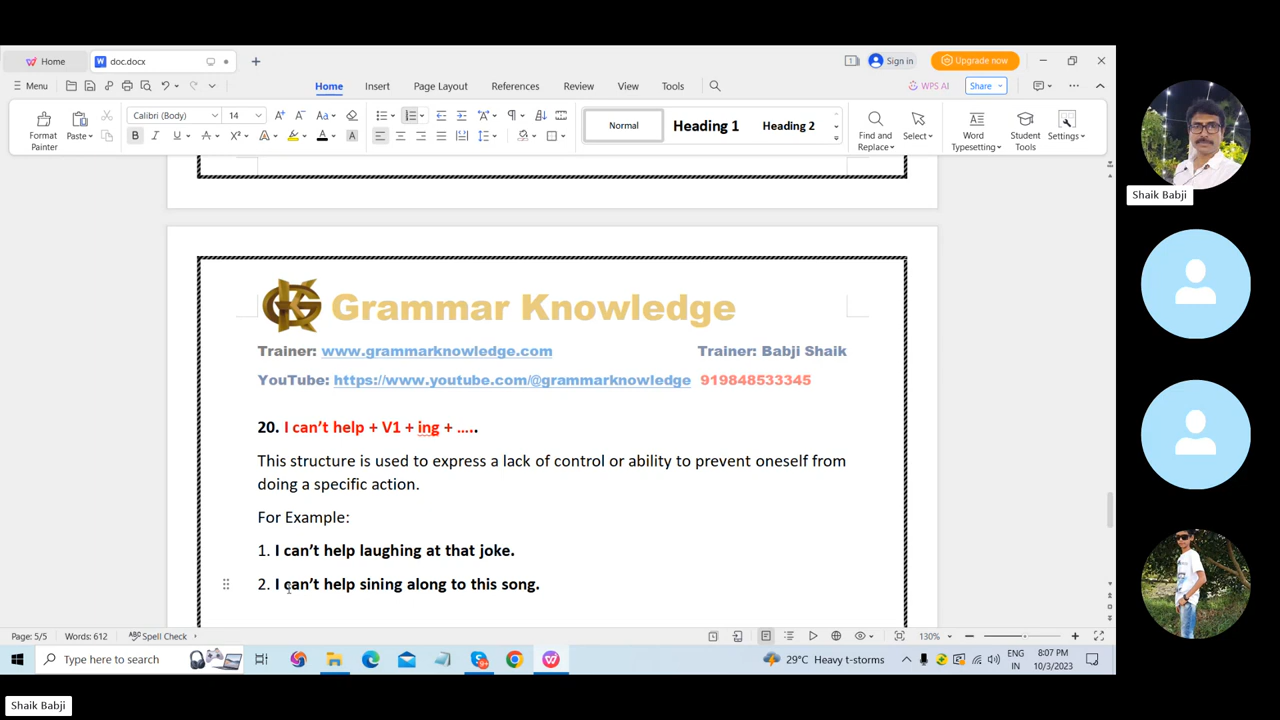 Home
doc.docx
Sign in
Upgrade now
Menu
Home
Insert
Page Layout
References
Review
View
Tools
WPS AI
Share
Format Painter
Paste
Calibri (Body)
14
Normal
Heading 1
Heading 2
Find and Replace
Select
Word Typesetting
Student Tools
Settings
Shaik Babji
GK Grammar Knowledge
Trainer: www.grammarknowledge.com Trainer: Babji Shaik
YouTube: https://www.youtube.com/@grammarknowledge 919848533345
20. I can’t help + V1 + ing + …..
This structure is used to express a lack of control or ability to prevent oneself from
doing a specific action.
For Example:
1. I can’t help laughing at that joke.
2. I can’t help sining along to this song.
Page: 5/5 Words: 612 Spell Check 130%
Type here to search
29°C Heavy t-storms
ENG
IN
8:07 PM
10/3/2023
Shaik Babji